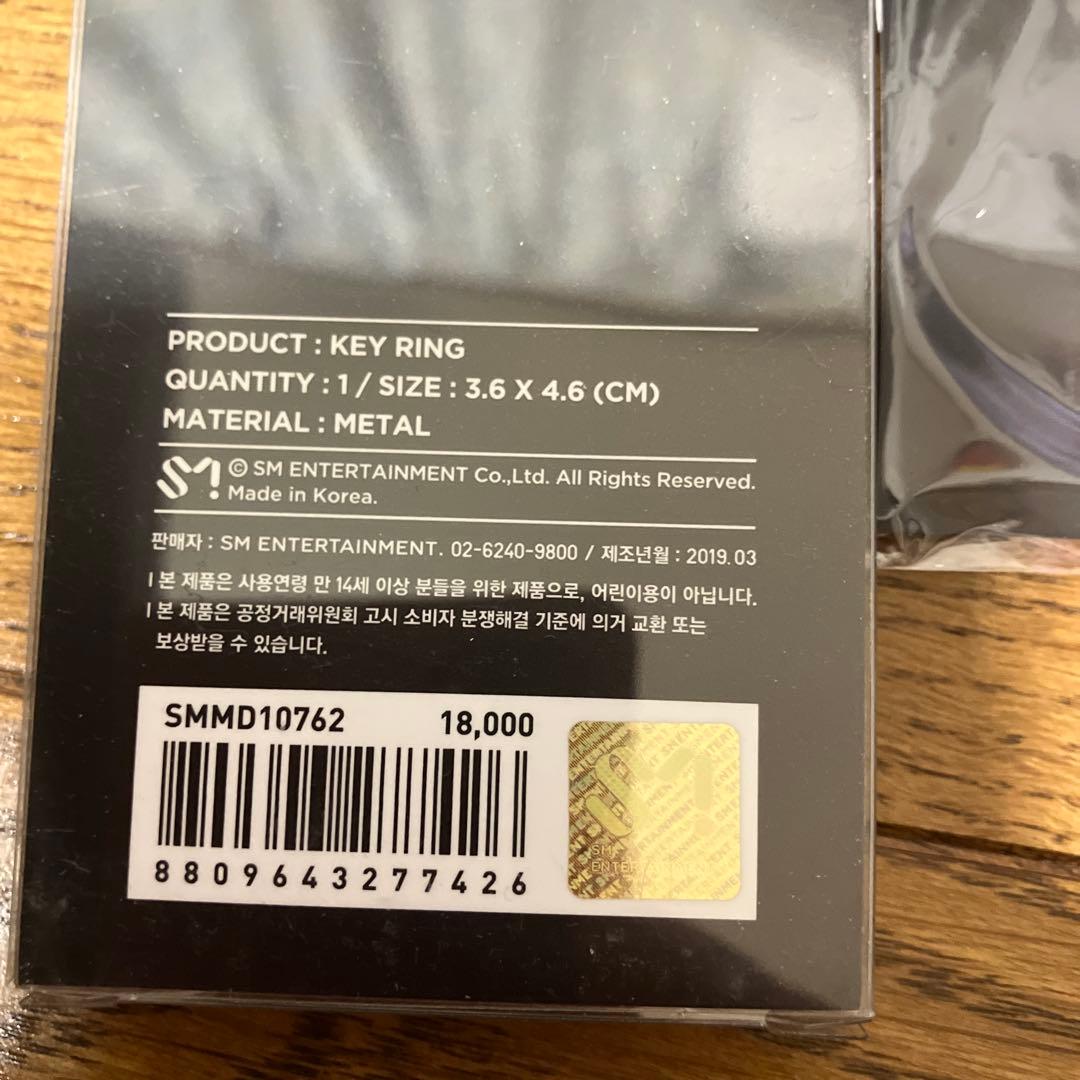 PRODUCT : KEY RING
QUANTITY : 1 / SIZE : 3.6 X 4.6 (CM)
MATERIAL : METAL
SM! © SM ENTERTAINMENT Co.,Ltd. All Rights Reserved.
Made in Korea.
판매자 : SM ENTERTAINMENT. 02-6240-9800 / 제조년월 : 2019.03
l 본 제품은 사용연령 만 14세 이상 분들을 위한 제품으로, 어린이용이 아닙니다.
l 본 제품은 공정거래위원회 고시 소비자 분쟁해결 기준에 의거 교환 또는
보상받을 수 있습니다.
SMMD10762 18,000
8809643277426
SM